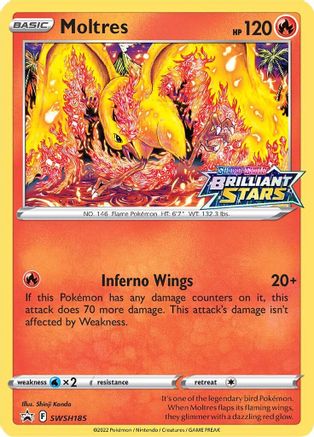 BASIC Moltres HP 120
Sword & Shield
BRILLIANT
STARS
NO. 146 Flame Pokémon HT: 6'7" WT: 132.3 lbs.
Inferno Wings 20+
If this Pokémon has any damage counters on it, this
attack does 70 more damage. This attack's damage isn't
affected by Weakness.
weakness ×2 resistance retreat
Illus. Shinji Kanda
F SWSH185
It's one of the legendary bird Pokémon.
When Moltres flaps its flaming wings,
they glimmer with a dazzling red glow.
©2022 Pokémon / Nintendo / Creatures / GAME FREAK